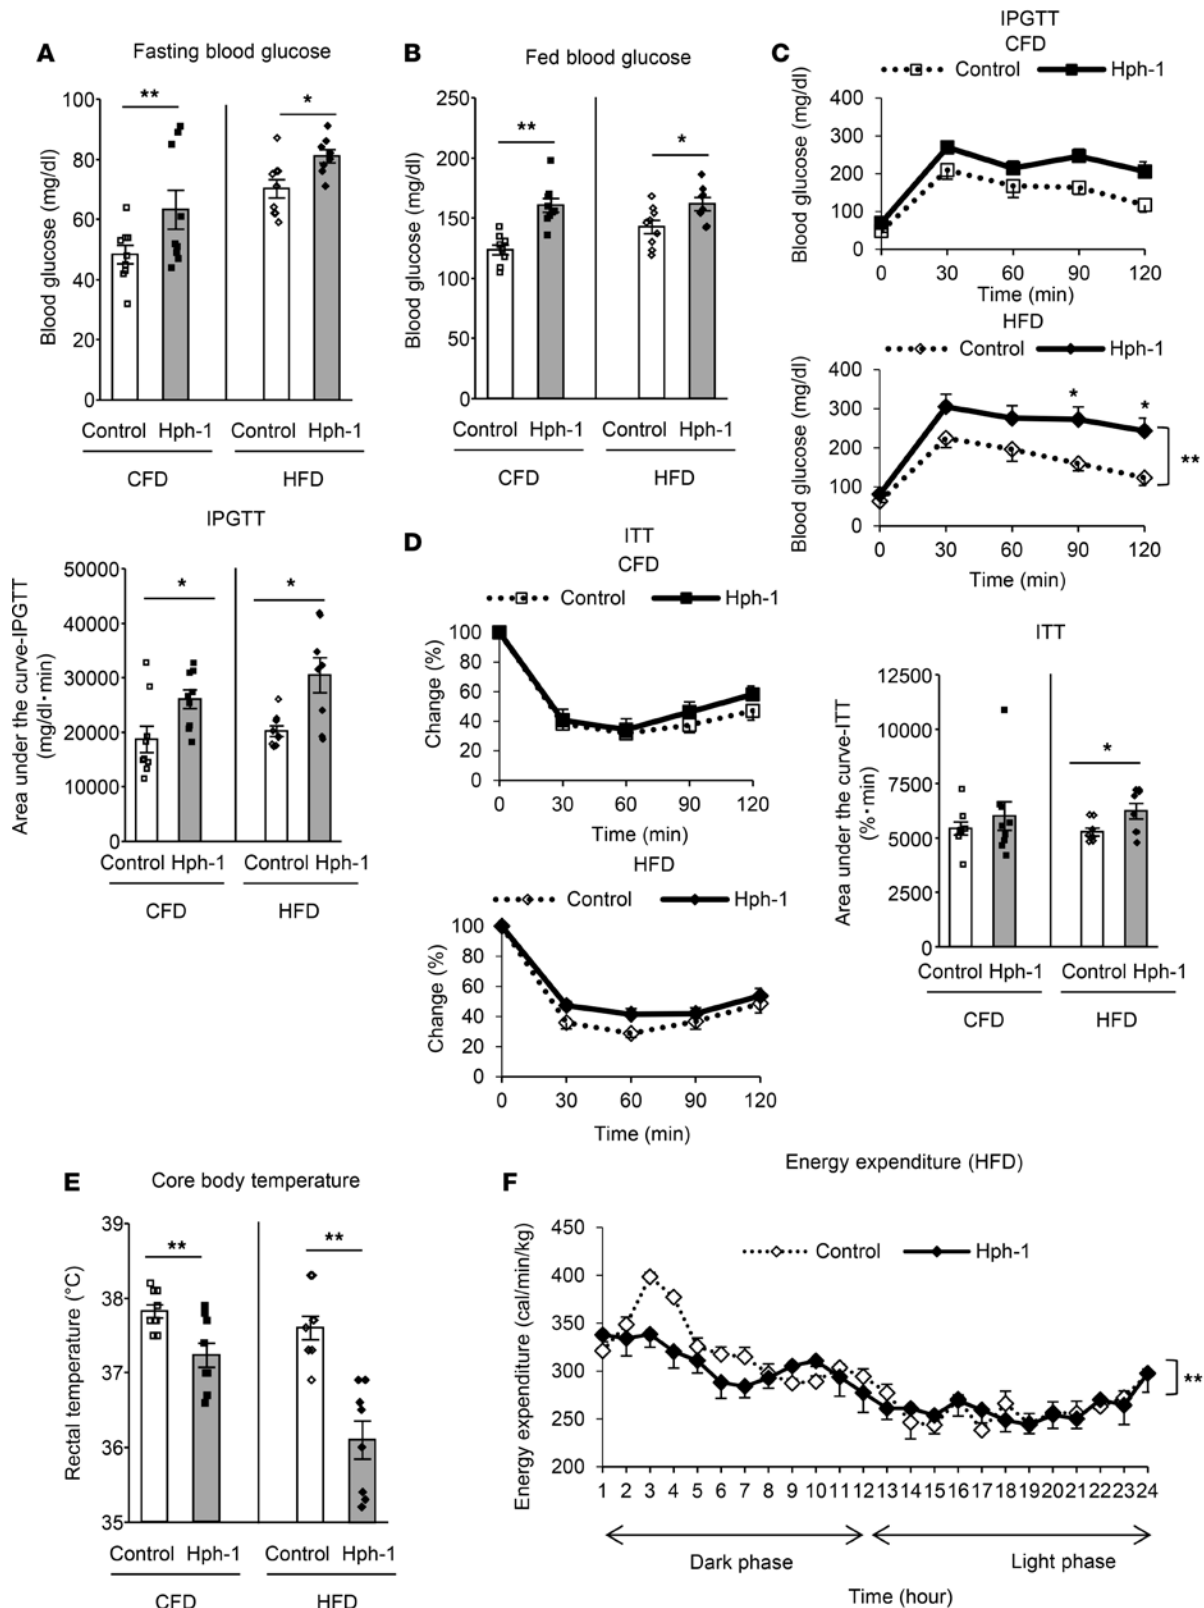 A Fasting blood glucose
Blood glucose (mg/dl)
100
80
60
40
20
0
**
*
Control Hph-1 Control Hph-1
CFD HFD
B Fed blood glucose
Blood glucose (mg/dl)
250
200
150
100
50
0
**
*
Control Hph-1 Control Hph-1
CFD HFD
C IPGTT
CFD
Control Hph-1
Blood glucose (mg/dl)
400
300
200
100
0
0 30 60 90 120
Time (min)
HFD
Control Hph-1
Blood glucose (mg/dl)
400
300
200
100
0
* *
**
0 30 60 90 120
Time (min)
IPGTT
Area under the curve-IPGTT
(mg/dl·min)
50000
40000
30000
20000
10000
0
*
*
Control Hph-1 Control Hph-1
CFD HFD
D ITT
CFD
Control Hph-1
Change (%)
100
80
60
40
20
0
0 30 60 90 120
Time (min)
HFD
Control Hph-1
Change (%)
100
80
60
40
20
0
0 30 60 90 120
Time (min)
ITT
Area under the curve-ITT
(%·min)
12500
10000
7500
5000
2500
0
*
Control Hph-1 Control Hph-1
CFD HFD
E Core body temperature
Rectal temperature (°C)
39
38
37
36
35
**
**
Control Hph-1 Control Hph-1
CFD HFD
Energy expenditure (HFD)
F
Energy expenditure (cal/min/kg)
450
400
350
300
250
200
Control Hph-1
**
1 2 3 4 5 6 7 8 9 10 11 12 13 14 15 16 17 18 19 20 21 22 23 24
Dark phase Light phase
Time (hour)